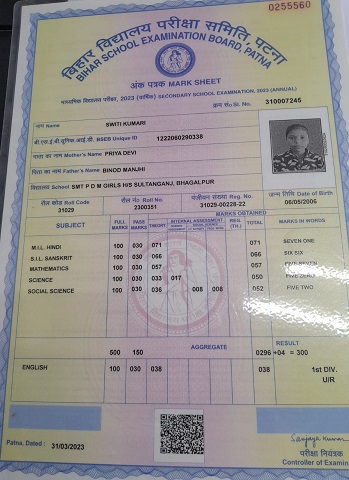 0255560
बिहार विद्यालय परीक्षा समिति, पटना
BIHAR SCHOOL EXAMINATION BOARD, PATNA
अंक पत्रक MARK SHEET
माध्यमिक विद्यालय परीक्षा, 2023 (वार्षिक) SECONDARY SCHOOL EXAMINATION, 2023 (ANNUAL)
क्रम सं॰ Sl. No. 310007245
नाम Name SWITI KUMARI
बी.एस.ई.बी.यूनिक.आई.डी. BSEB Unique ID 1222060290338
माता का नाम Mother's Name PRIYA DEVI
पिता का नाम Father's Name BINOD MANJHI
विद्यालय School SMT P D M GIRLS H/S SULTANGANJ, BHAGALPUR
रोल कोड Roll Code 31029
रौल नं० Roll No. 2300351
पंजीयन संख्या Reg. No. 31029-00228-22
जन्म तिथि Date of Birth 06/05/2006
MARKS OBTAINED
SUBJECT FULL MARKS PASS MARKS THEORY INTERNAL ASSESSMENT REG. (TH.) TOTAL MARKS IN WORDS
M.I.L. HINDI 100 030 071 071 SEVEN ONE
S.I.L. SANSKRIT 100 030 066 066 SIX SIX
MATHEMATICS 100 030 057 057 FIVE SEVEN
SCIENCE 100 030 033 017 050 FIVE ZERO
SOCIAL SCIENCE 100 030 036 008 008 052 FIVE TWO
500 150 AGGREGATE 0296 +04 = 300
RESULT
ENGLISH 100 030 038 038 1st DIV.
U/R
Patna, Dated : 31/03/2023
Sanjay Kumar
परीक्षा नियंत्रक
Controller of Exam